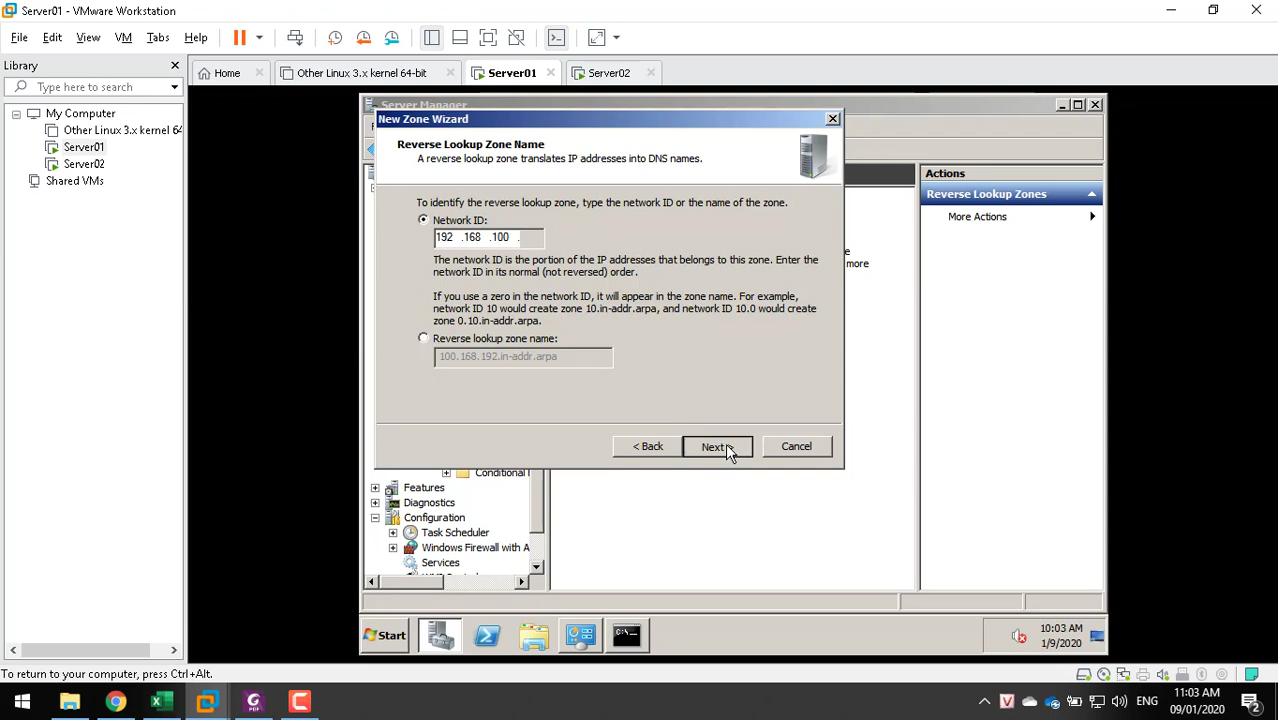 Server01 - VMware Workstation
File Edit View VM Tabs Help
Library
Type here to search
My Computer
Other Linux 3.x kernel 64
Server01
Server02
Shared VMs
Home
Other Linux 3.x kernel 64-bit
Server01
Server02
Server Manager
New Zone Wizard
Reverse Lookup Zone Name
A reverse lookup zone translates IP addresses into DNS names.
To identify the reverse lookup zone, type the network ID or the name of the zone.
Network ID:
192 .168 .100 .
The network ID is the portion of the IP addresses that belongs to this zone. Enter the
network ID in its normal (not reversed) order.
If you use a zero in the network ID, it will appear in the zone name. For example,
network ID 10 would create zone 10.in-addr.arpa, and network ID 10.0 would create
zone 0.10.in-addr.arpa.
Reverse lookup zone name:
100.168.192.in-addr.arpa
< Back Next > Cancel
more
Actions
Reverse Lookup Zones
More Actions
Conditional
Features
Diagnostics
Configuration
Task Scheduler
Windows Firewall with A
Services
Start
10:03 AM
1/9/2020
To return to your computer, press Ctrl+Alt.
ENG
11:03 AM
09/01/2020
2